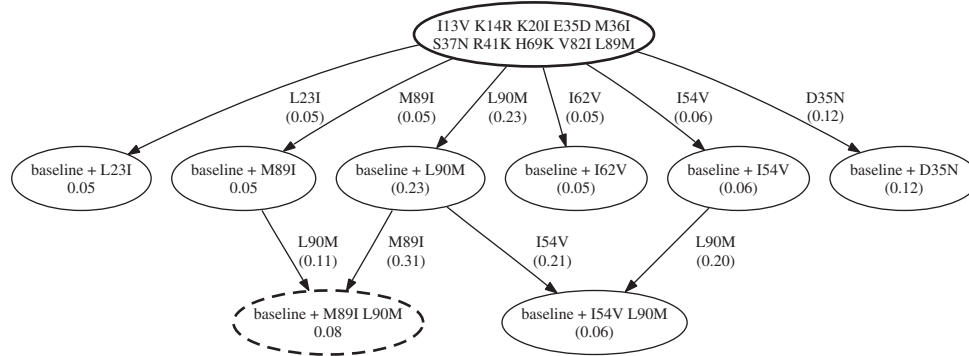 I13V K14R K20I E35D M36I
S37N R41K H69K V82I L89M
L23I
(0.05)
M89I
(0.05)
L90M
(0.23)
I62V
(0.05)
I54V
(0.06)
D35N
(0.12)
baseline + L23I
0.05
baseline + M89I
0.05
baseline + L90M
(0.23)
baseline + I62V
(0.05)
baseline + I54V
(0.06)
baseline + D35N
(0.12)
L90M
(0.11)
M89I
(0.31)
I54V
(0.21)
L90M
(0.20)
baseline + M89I L90M
0.08
baseline + I54V L90M
(0.06)